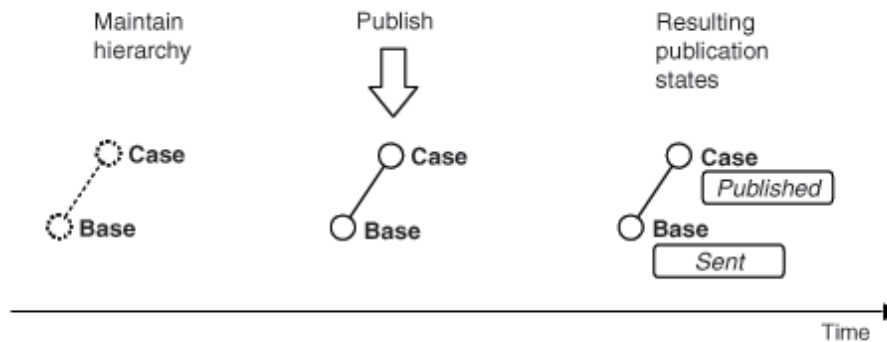 Maintain
hierarchy
Publish
Resulting
publication
states
Case
Base
Case
Base
Case
Published
Base
Sent
Time